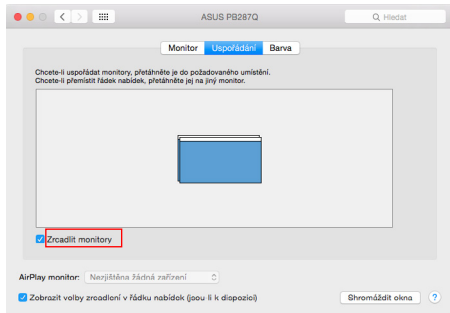 ASUS PB287Q
Hledat
Monitor Uspořádání Barva
Chcete-li uspořádat monitory, přetáhněte je do požadovaného umístění.
Chcete-li přemístit řádek nabídek, přetáhněte jej na jiný monitor.
Zrcadlit monitory
AirPlay monitor: Nezjištěna žádná zařízení
Zobrazit volby zrcadlení v řádku nabídek (jsou-li k dispozici)
Shromáždit okna ?